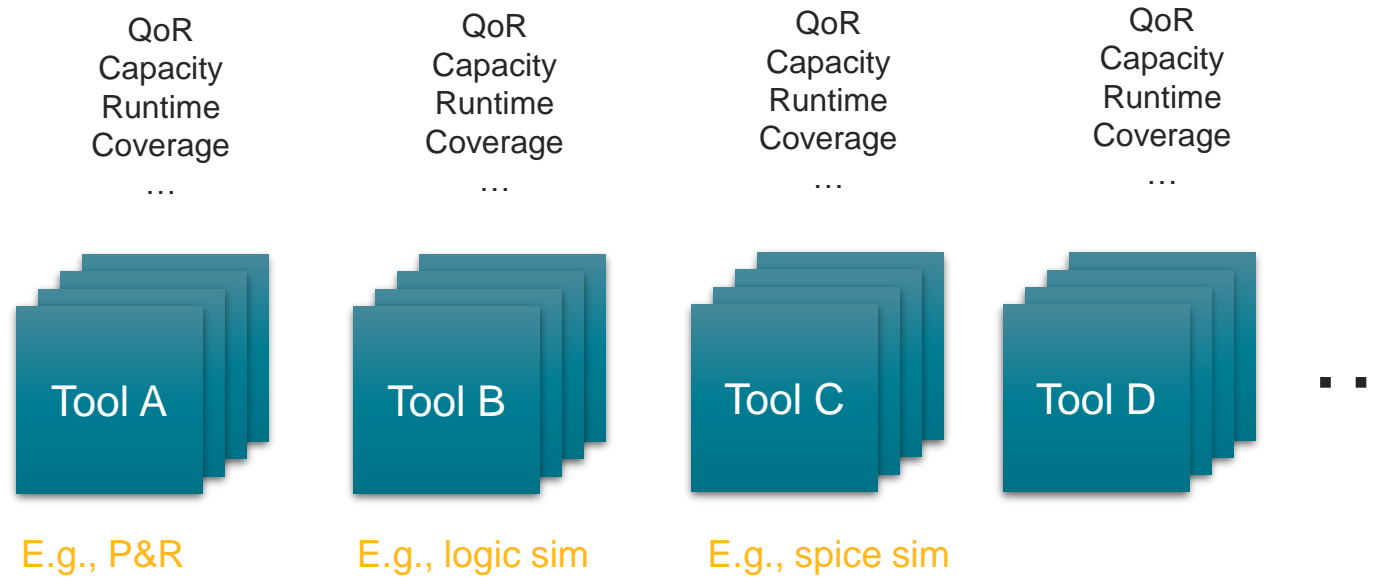 QoR
Capacity
Runtime
Coverage
...
QoR
Capacity
Runtime
Coverage
...
QoR
Capacity
Runtime
Coverage
...
QoR
Capacity
Runtime
Coverage
...
Tool A
Tool B
Tool C
Tool D
..
E.g., P&R
E.g., logic sim
E.g., spice sim